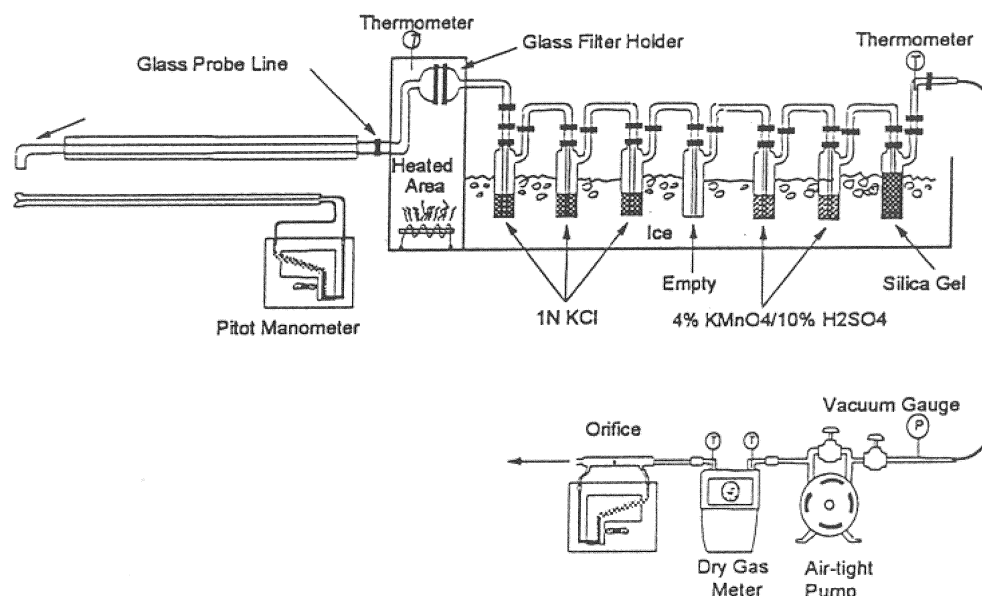 Thermometer
Glass Filter Holder
Thermometer
Glass Probe Line
T
T
Heated
Area
Ice
Empty
Silica Gel
Pitot Manometer
1N KCl
4% KMnO4/10% H2SO4
Vacuum Gauge
Orifice
T
T
P
Dry Gas
Meter
Air-tight
Pump